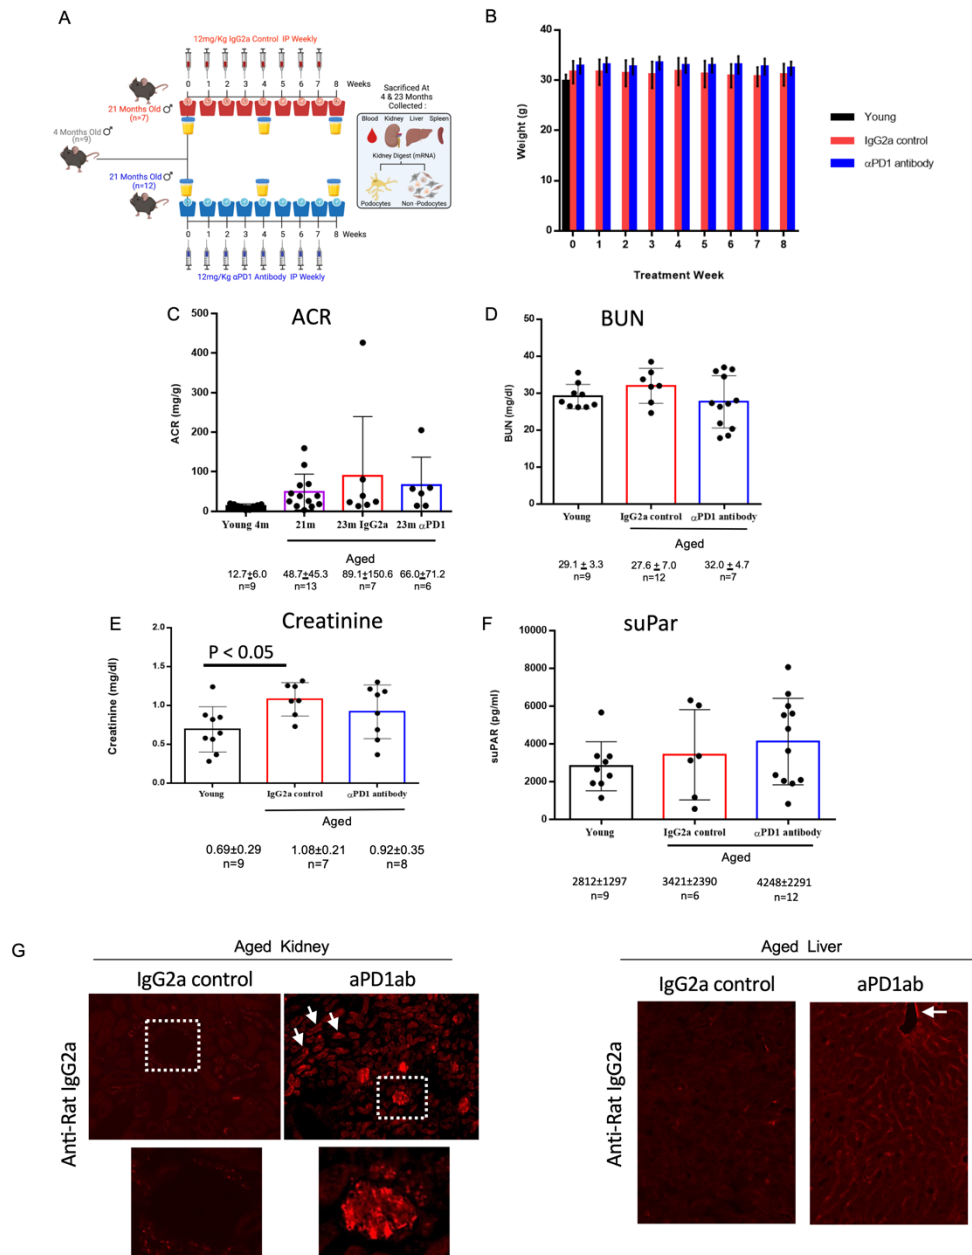 A
12mg/Kg IgG2a Control IP Weekly
0 1 2 3 4 5 6 7 8 Weeks
21 Months Old ♂
(n=7)
4 Months Old ♂
(n=9)
21 Months Old ♂
(n=12)
0 1 2 3 4 5 6 7 8 Weeks
12mg/Kg αPD1 Antibody IP Weekly
Sacrificed At
4 & 23 Months
Collected :
Blood Kidney Liver Spleen
Kidney Digest (mRNA)
Podocytes
Non -Podocytes
B
Weight (g)
60
40
20
0
0 1 2 3 4 5 6 7 8
Treatment Week
Young
IgG2a control
αPD1 antibody
C
ACR
ACR (mg/g)
500
400
300
200
100
0
Young 4m 21m 23m IgG2a 23m αPD1
Aged
12.7±6.0 48.7±45.3 89.1±150.6 66.0±71.2
n=9 n=13 n=7 n=6
D
BUN
BUN (mg/dl)
50
40
30
20
10
0
Young IgG2a control αPD1 antibody
Aged
29.1 ± 3.3 27.6 ± 7.0 32.0 ± 4.7
n=9 n=12 n=7
E
Creatinine
P < 0.05
Creatinine (mg/dl)
2.0
1.5
1.0
0.5
0.0
Young IgG2a control αPD1 antibody
Aged
0.69±0.29 1.08±0.21 0.92±0.35
n=9 n=7 n=8
F
suPar
suPAR (pg/ml)
10000
8000
6000
4000
2000
0
Young IgG2a control αPD1 antibody
Aged
2812±1297 3421±2390 4248±2291
n=9 n=6 n=12
G
Aged Kidney
IgG2a control aPD1ab
Anti-Rat IgG2a
Aged Liver
IgG2a control aPD1ab
Anti-Rat IgG2a